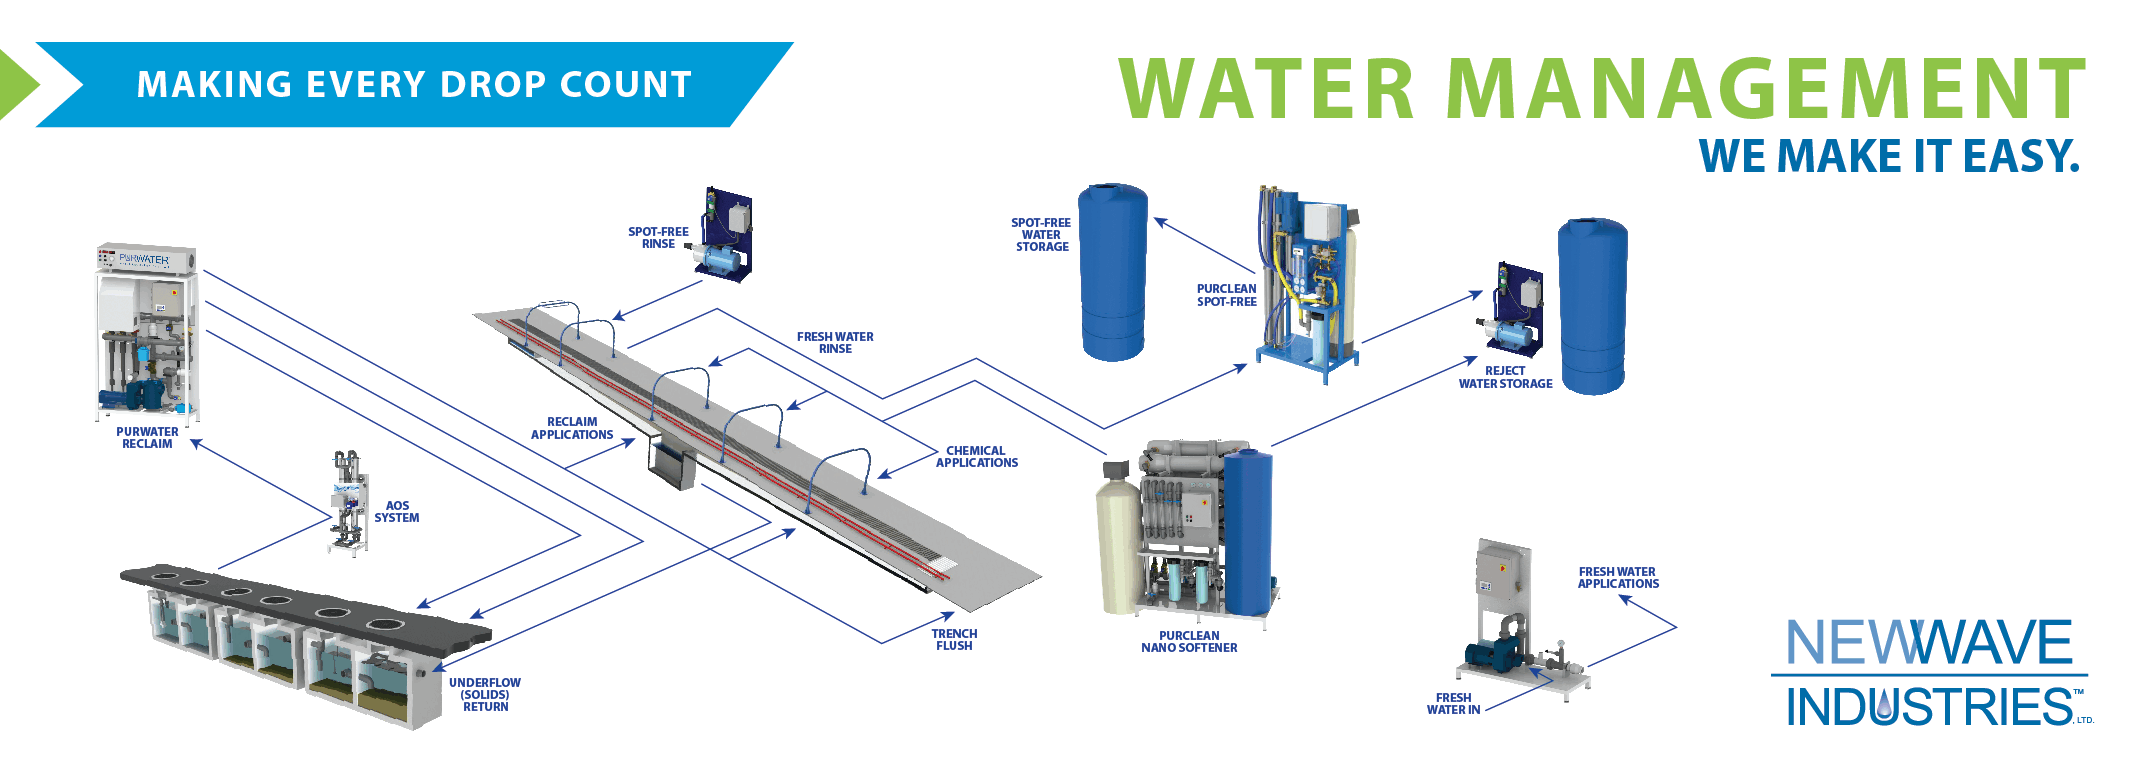 MAKING EVERY DROP COUNT
WATER MANAGEMENT
WE MAKE IT EASY.
SPOT-FREE
RINSE
SPOT-FREE
WATER
STORAGE
PURCLEAN
SPOT-FREE
PURWATER
FRESH WATER
RINSE
REJECT
WATER STORAGE
PURWATER
RECLAIM
RECLAIM
APPLICATIONS
CHEMICAL
APPLICATIONS
AOS
SYSTEM
FRESH WATER
APPLICATIONS
TRENCH
FLUSH
PURCLEAN
NANO SOFTENER
UNDERFLOW
(SOLIDS)
RETURN
FRESH
WATER IN
NEWWAVE
INDUSTRIES™, LTD.